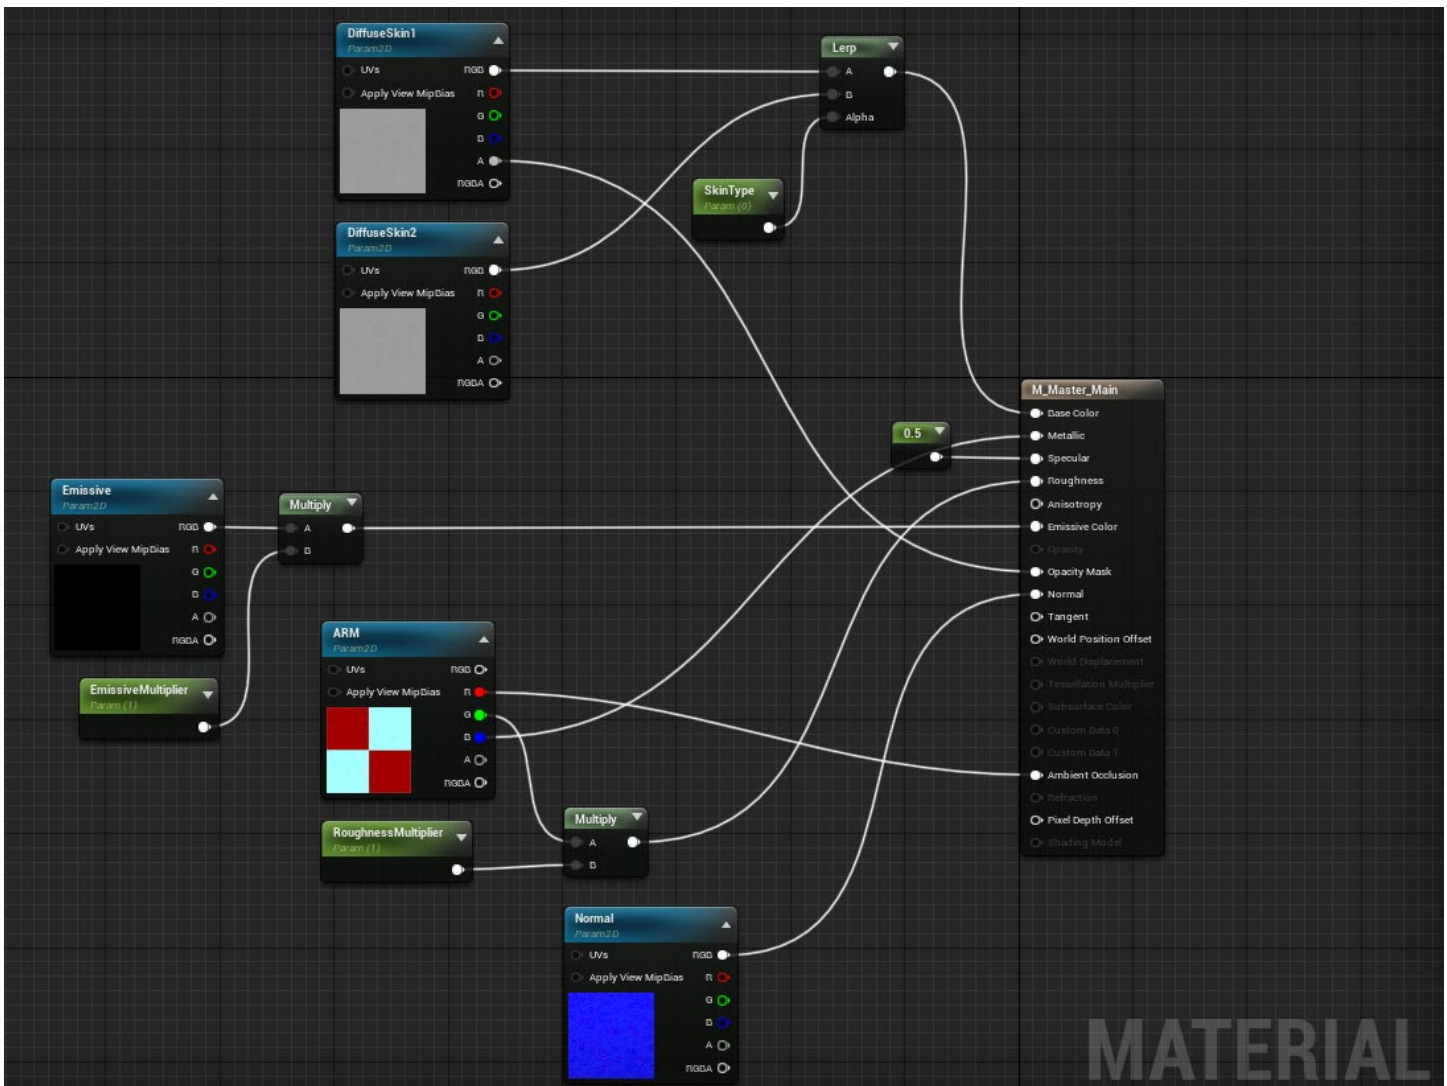 DiffuseSkin1
Param2D
UVs RGB
Apply View MipBias R
G
B
A
RGBA
Lerp
A
B
Alpha
SkinType
Param (0)
DiffuseSkin2
Param2D
UVs RGB
Apply View MipBias R
G
B
A
RGBA
Emissive
Param2D
UVs RGB
Apply View MipBias R
G
B
A
RGBA
Multiply
A
B
EmissiveMultiplier
Param (1)
ARM
Param2D
UVs RGB
Apply View MipBias R
G
B
A
RGBA
RoughnessMultiplier
Param (1)
Multiply
A
B
Normal
Param2D
UVs RGB
Apply View MipBias R
G
B
A
RGBA
0.5
M_Master_Main
Base Color
Metallic
Specular
Roughness
Anisotropy
Emissive Color
Opacity
Opacity Mask
Normal
Tangent
World Position Offset
World Displacement
Tessellation Multiplier
Subsurface Color
Custom Data 0
Custom Data 1
Ambient Occlusion
Refraction
Pixel Depth Offset
Shading Model
MATERIAL